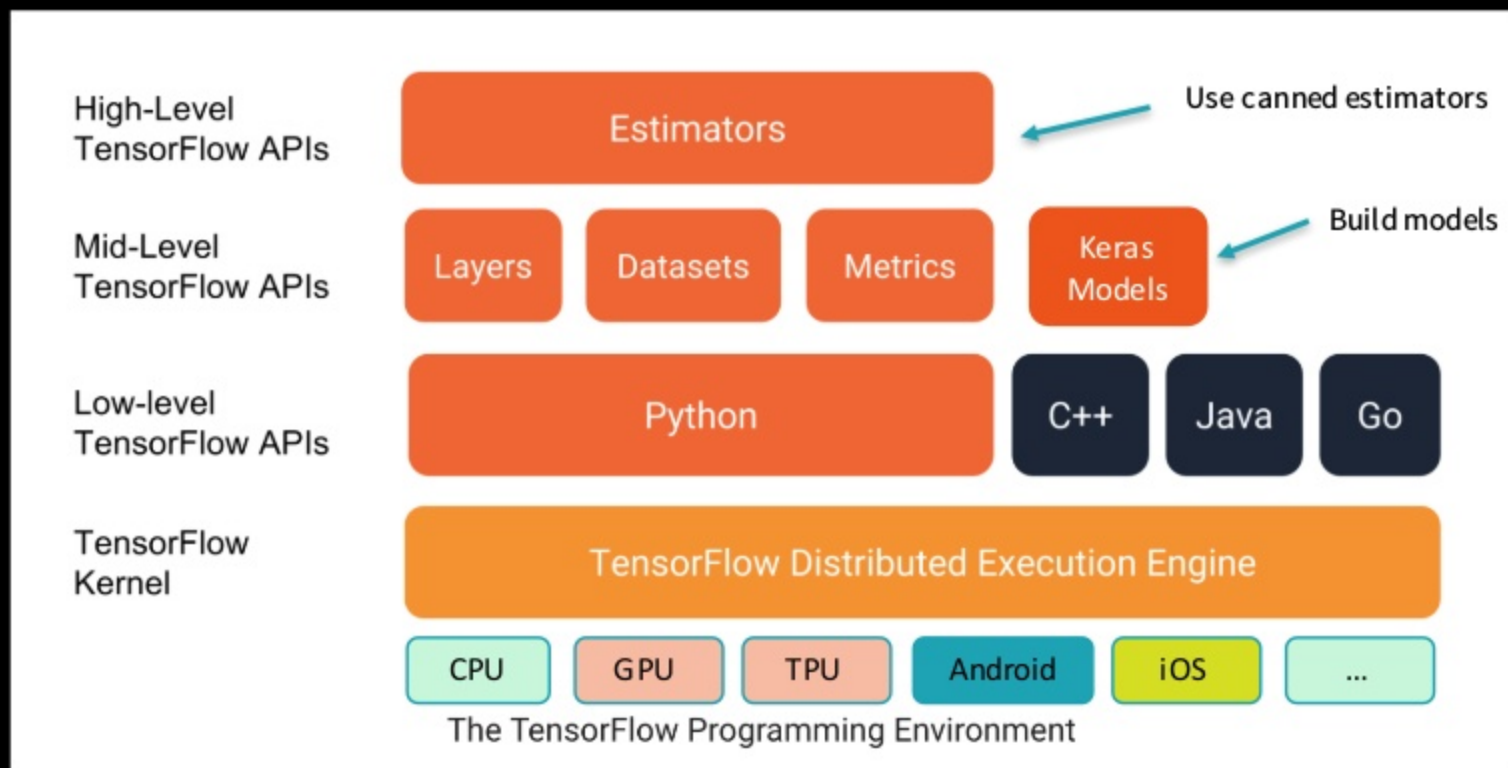 High-Level
TensorFlow APIs
Estimators
Use canned estimators
Mid-Level
TensorFlow APIs
Layers
Datasets
Metrics
Keras
Models
Build models
Low-level
TensorFlow APIs
Python
C++
Java
Go
TensorFlow
Kernel
TensorFlow Distributed Execution Engine
CPU
GPU
TPU
Android
iOS
...
The TensorFlow Programming Environment